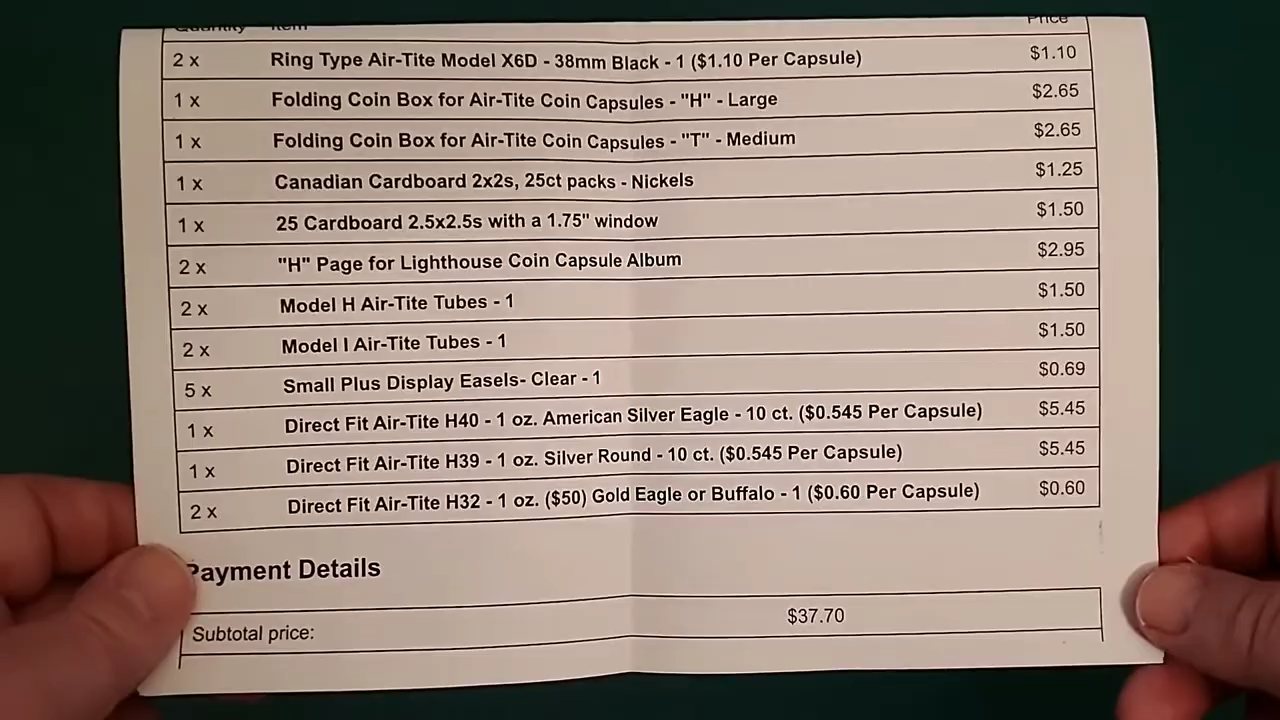 Quantity Item Price
2 x Ring Type Air-Tite Model X6D - 38mm Black - 1 ($1.10 Per Capsule) $1.10
1 x Folding Coin Box for Air-Tite Coin Capsules - "H" - Large $2.65
1 x Folding Coin Box for Air-Tite Coin Capsules - "T" - Medium $2.65
1 x Canadian Cardboard 2x2s, 25ct packs - Nickels $1.25
1 x 25 Cardboard 2.5x2.5s with a 1.75" window $1.50
2 x "H" Page for Lighthouse Coin Capsule Album $2.95
2 x Model H Air-Tite Tubes - 1 $1.50
2 x Model I Air-Tite Tubes - 1 $1.50
5 x Small Plus Display Easels- Clear - 1 $0.69
1 x Direct Fit Air-Tite H40 - 1 oz. American Silver Eagle - 10 ct. ($0.545 Per Capsule) $5.45
1 x Direct Fit Air-Tite H39 - 1 oz. Silver Round - 10 ct. ($0.545 Per Capsule) $5.45
2 x Direct Fit Air-Tite H32 - 1 oz. ($50) Gold Eagle or Buffalo - 1 ($0.60 Per Capsule) $0.60
Payment Details
Subtotal price: $37.70